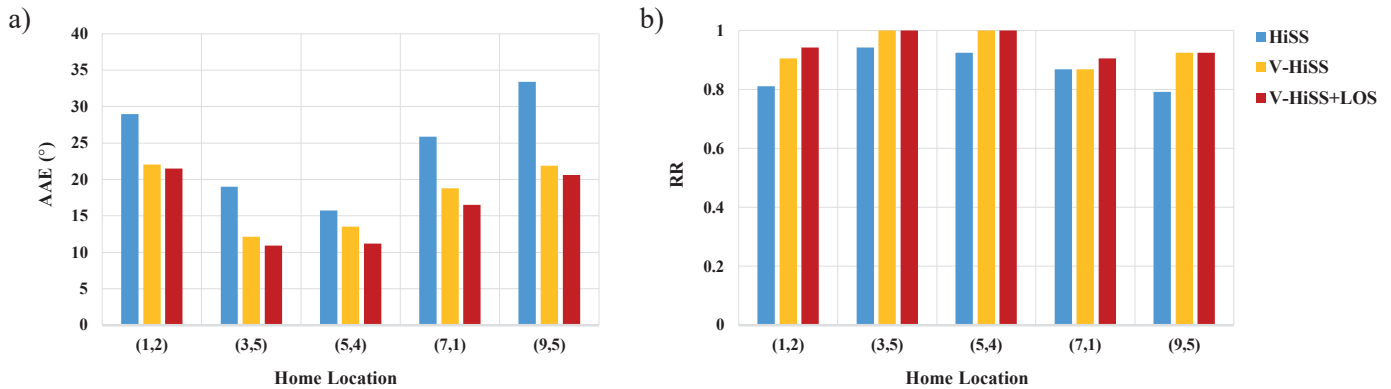 a)
AAE (°)
40
35
30
25
20
15
10
5
0
(1,2) (3,5) (5,4) (7,1) (9,5)
Home Location
b)
RR
1
0.8
0.6
0.4
0.2
0
(1,2) (3,5) (5,4) (7,1) (9,5)
Home Location
HiSS
V-HiSS
V-HiSS+LOS